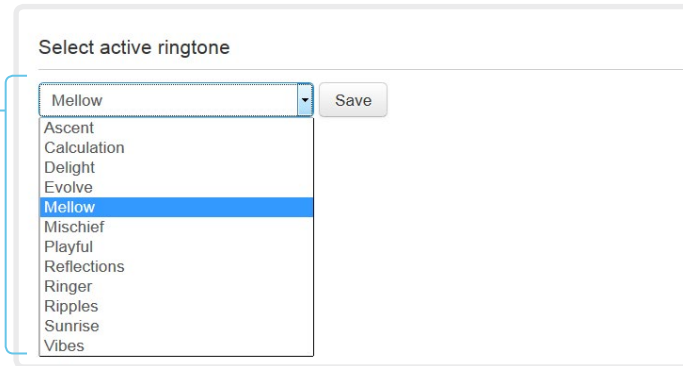 Select active ringtone
Mellow Save
Ascent
Calculation
Delight
Evolve
Mellow
Mischief
Playful
Reflections
Ringer
Ripples
Sunrise
Vibes